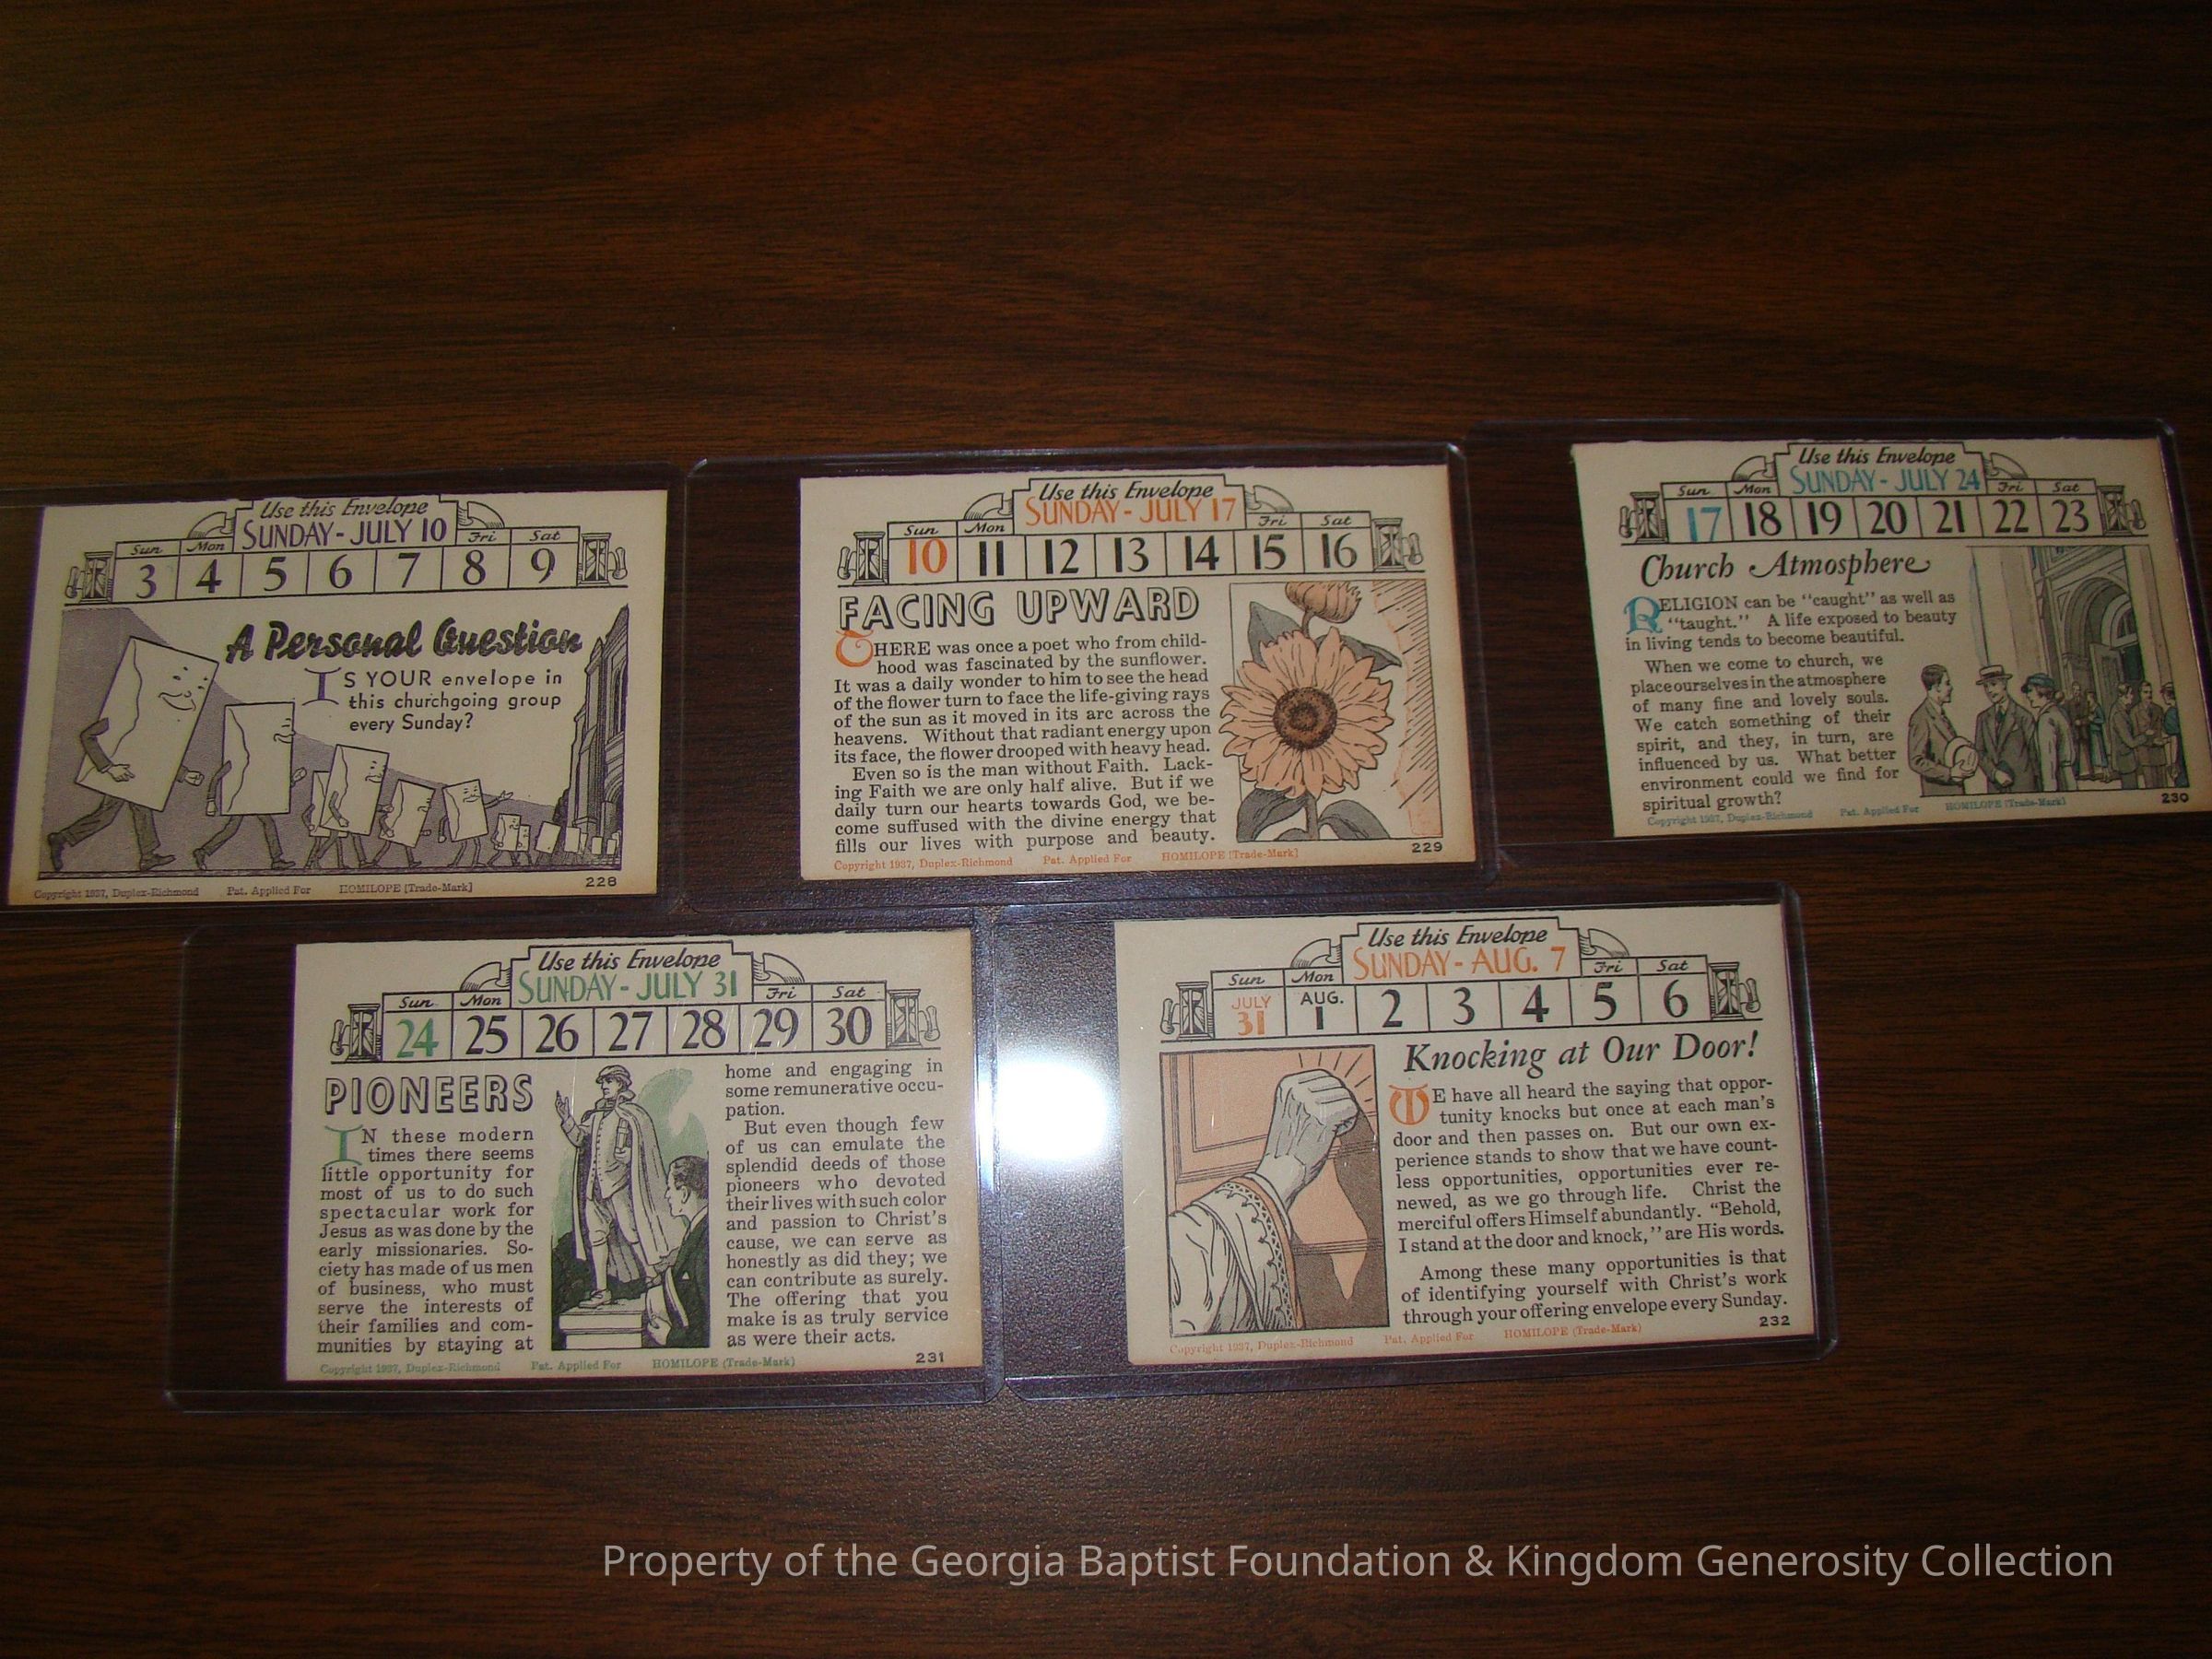 Use this Envelope
SUNDAY - JULY 10
Sun Mon Fri Sat
3 4 5 6 7 8 9
A Personal Question
IS YOUR envelope in
this churchgoing group
every Sunday?
Copyright 1937, Duplex-Richmond Pat. Applied For HOMILOPE [Trade-Mark] 228
Use this Envelope
SUNDAY - JULY 17
Sun Mon Fri Sat
10 11 12 13 14 15 16
FACING UPWARD
THERE was once a poet who from child-
hood was fascinated by the sunflower.
It was a daily wonder to him to see the head
of the flower turn to face the life-giving rays
of the sun as it moved in its arc across the
heavens. Without that radiant energy upon
its face, the flower drooped with heavy head.
Even so is the man without Faith. Lack-
ing Faith we are only half alive. But if we
daily turn our hearts towards God, we be-
come suffused with the divine energy that
fills our lives with purpose and beauty.
Copyright 1937, Duplex-Richmond Pat. Applied For HOMILOPE [Trade-Mark] 229
Use this Envelope
SUNDAY - JULY 24
Sun Mon Fri Sat
17 18 19 20 21 22 23
Church Atmosphere
RELIGION can be "caught" as well as
"taught." A life exposed to beauty
in living tends to become beautiful.
When we come to church, we
place ourselves in the atmosphere
of many fine and lovely souls.
We catch something of their
spirit, and they, in turn, are
influenced by us. What better
environment could we find for
spiritual growth?
Copyright 1937, Duplex-Richmond Pat. Applied For HOMILOPE (Trade-Mark) 230
Use this Envelope
SUNDAY - JULY 31
Sun Mon Fri Sat
24 25 26 27 28 29 30
PIONEERS
IN these modern
times there seems
little opportunity for
most of us to do such
spectacular work for
Jesus as was done by the
early missionaries. So-
ciety has made of us men
of business, who must
serve the interests of
their families and com-
munities by staying at
home and engaging in
some remunerative occu-
pation.
But even though few
of us can emulate the
splendid deeds of those
pioneers who devoted
their lives with such color
and passion to Christ's
cause, we can serve as
honestly as did they; we
can contribute as surely.
The offering that you
make is as truly service
as were their acts.
Copyright 1937, Duplex-Richmond Pat. Applied For HOMILOPE (Trade-Mark) 231
Use this Envelope
SUNDAY - AUG. 7
Sun Mon Fri Sat
JULY 31 AUG. 1 2 3 4 5 6
Knocking at Our Door!
WE have all heard the saying that oppor-
tunity knocks but once at each man's
door and then passes on. But our own ex-
perience stands to show that we have count-
less opportunities, opportunities ever re-
newed, as we go through life. Christ the
merciful offers Himself abundantly. "Behold,
I stand at the door and knock," are His words.
Among these many opportunities is that
of identifying yourself with Christ's work
through your offering envelope every Sunday.
Copyright 1937, Duplex-Richmond Pat. Applied For HOMILOPE (Trade-Mark) 232
Property of the Georgia Baptist Foundation & Kingdom Generosity Collection